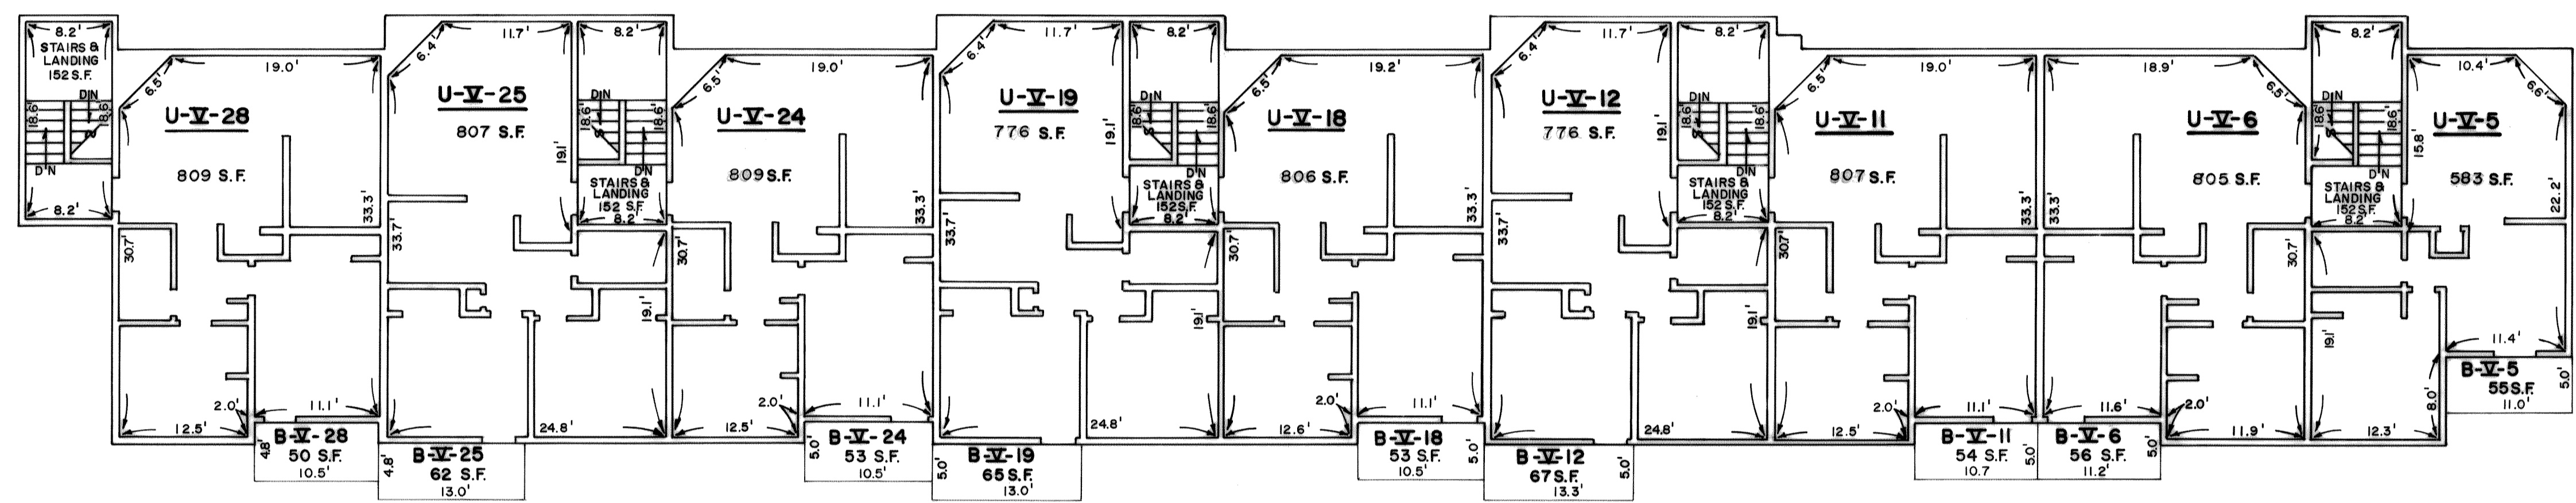 8.2'
STAIRS &
LANDING
152 S.F.
DN
18.6'
8.6'
DN
8.2'
6.5'
19.0'
U-V-28
809 S.F.
33.3'
30.7'
2.0'
12.5'
11.1'
4.8'
B-V-28
50 S.F.
10.5'
6.4'
11.7'
U-V-25
807 S.F.
19.1'
33.7'
19.1'
24.8'
4.8'
B-V-25
62 S.F.
13.0'
8.2'
DN
18.6'
18.6'
DN
STAIRS &
LANDING
152 S.F.
8.2'
6.5'
19.0'
U-V-24
809 S.F.
33.3'
30.7'
2.0'
12.5'
11.1'
5.0'
B-V-24
53 S.F.
10.5'
6.4'
11.7'
U-V-19
776 S.F.
19.1'
33.7'
19.1'
24.8'
5.0'
B-V-19
65 S.F.
13.0'
8.2'
DN
18.6'
18.6'
DN
STAIRS &
LANDING
152 S.F.
8.2'
6.5'
19.2'
U-V-18
806 S.F.
33.3'
30.7'
2.0'
12.6'
11.1'
B-V-18
53 S.F.
10.5'
5.0'
6.4'
11.7'
U-V-12
776 S.F.
19.1'
33.7'
19.1'
24.8'
B-V-12
67 S.F.
13.3'
5.0'
8.2'
DN
18.6'
18.6'
DN
STAIRS &
LANDING
152 S.F.
8.2'
6.5'
19.0'
U-V-11
807 S.F.
33.3'
30.7'
2.0'
12.5'
11.1'
B-V-11
54 S.F.
10.7
5.0'
18.9'
6.5'
U-V-6
805 S.F.
33.3'
30.7'
11.6'
2.0'
11.9'
B-V-6
56 S.F.
11.2'
5.0'
8.2'
DN
18.6'
18.6'
DN
STAIRS &
LANDING
152 S.F.
8.2'
10.4'
6.6'
U-V-5
583 S.F.
15.8'
22.2'
19.1'
12.3'
8.0'
11.4'
B-V-5
55 S.F.
11.0'
5.0'